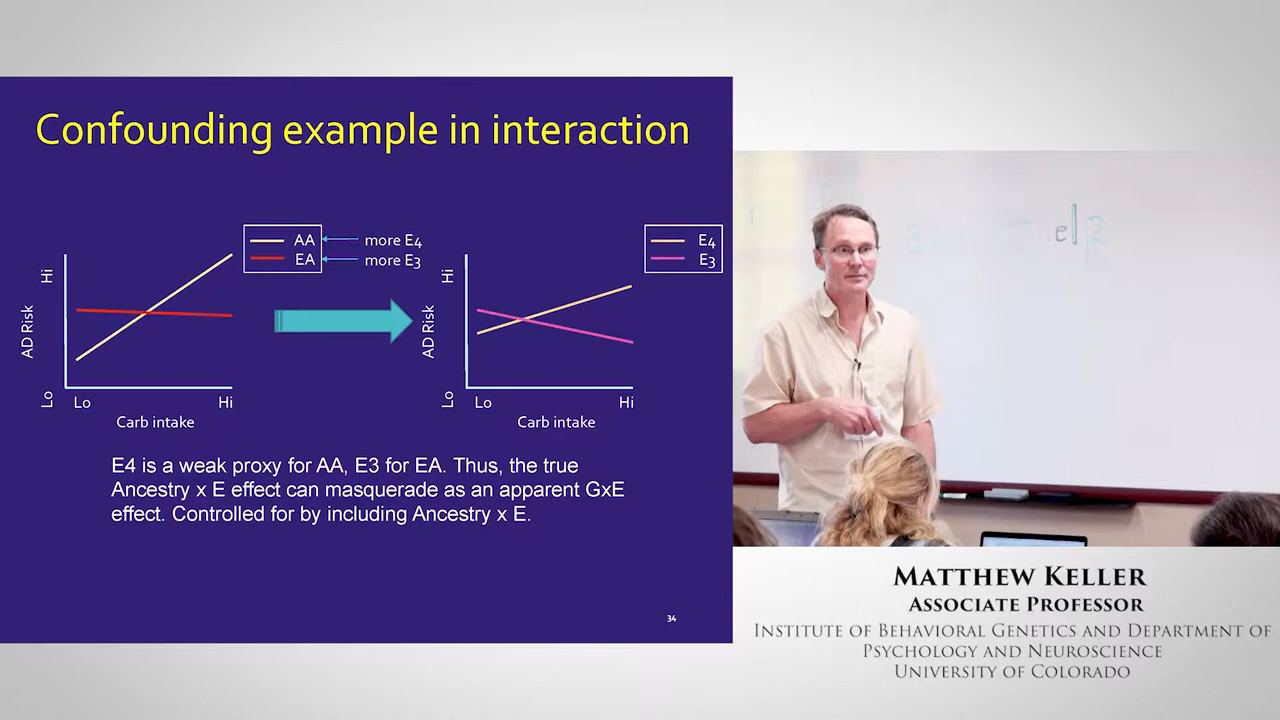 Confounding example in interaction
AA
more E4
EA
more E3
Hi
AD Risk
Lo
Lo
Hi
Carb intake
E4
E3
Hi
AD Risk
Lo
Lo
Hi
Carb intake
E4 is a weak proxy for AA, E3 for EA. Thus, the true
Ancestry x E effect can masquerade as an apparent GxE
effect. Controlled for by including Ancestry x E.
34
MATTHEW KELLER
ASSOCIATE PROFESSOR
INSTITUTE OF BEHAVIORAL GENETICS AND DEPARTMENT OF
PSYCHOLOGY AND NEUROSCIENCE
UNIVERSITY OF COLORADO